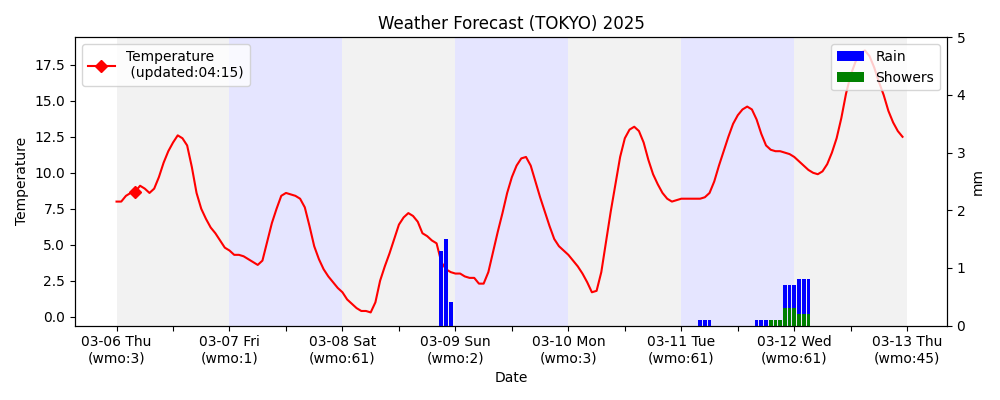 Weather Forecast (TOKYO) 2025
Temperature
(updated:04:15)
Rain
Showers
17.5
15.0
12.5
10.0
7.5
5.0
2.5
0.0
Temperature
5
4
3
2
1
0
mm
03-06 Thu
(wmo:3)
03-07 Fri
(wmo:1)
03-08 Sat
(wmo:61)
03-09 Sun
(wmo:2)
03-10 Mon
(wmo:3)
03-11 Tue
(wmo:61)
03-12 Wed
(wmo:61)
03-13 Thu
(wmo:45)
Date